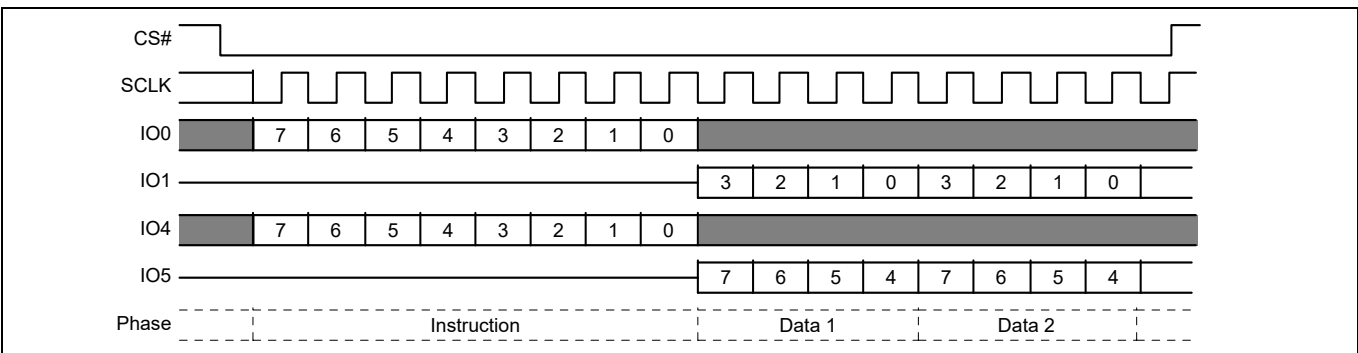 CS#
SCLK
IO0 7 6 5 4 3 2 1 0
IO1 3 2 1 0 3 2 1 0
IO4 7 6 5 4 3 2 1 0
IO5 7 6 5 4 7 6 5 4
Phase Instruction Data 1 Data 2